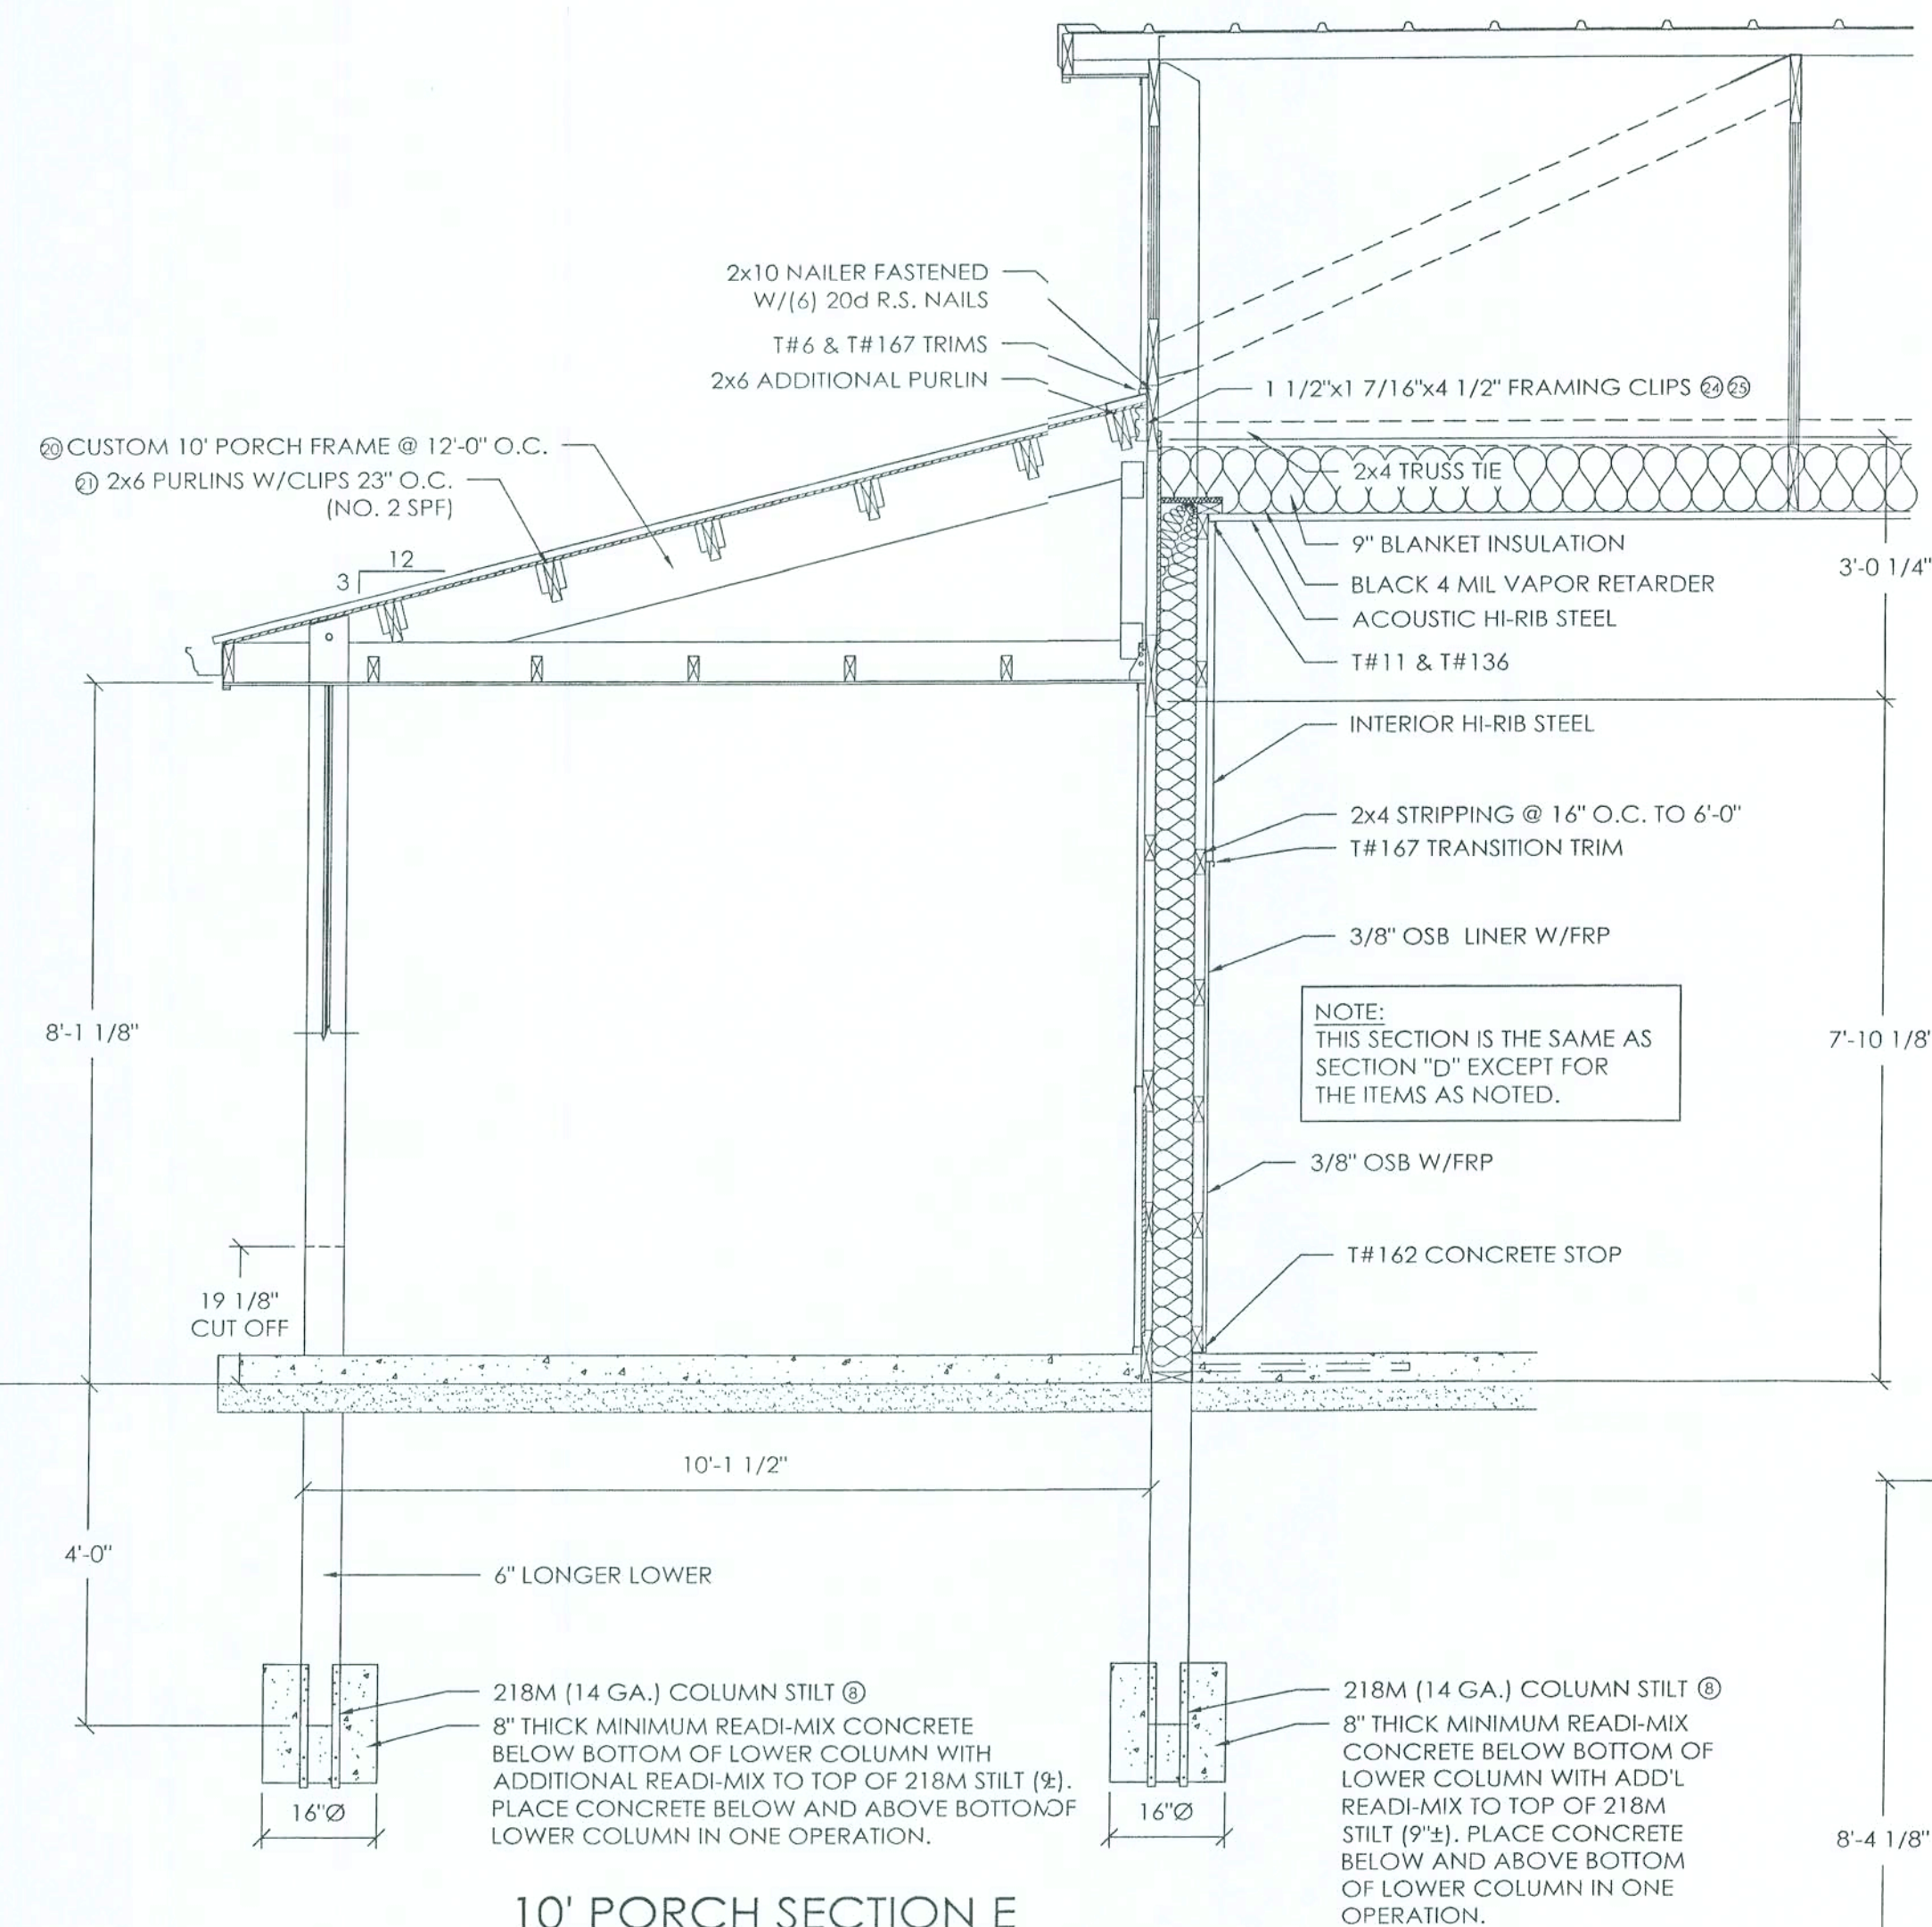 2x10 NAILER FASTENED
W/(6) 20d R.S. NAILS
T#6 & T#167 TRIMS
2x6 ADDITIONAL PURLIN
1 1/2"x1 7/16"x4 1/2" FRAMING CLIPS ㉔㉕
⑳ CUSTOM 10' PORCH FRAME @ 12'-0" O.C.
㉑ 2x6 PURLINS W/CLIPS 23" O.C.
(NO. 2 SPF)
12
3
2x4 TRUSS TIE
9" BLANKET INSULATION
BLACK 4 MIL VAPOR RETARDER
ACOUSTIC HI-RIB STEEL
T#11 & T#136
3'-0 1/4"
INTERIOR HI-RIB STEEL
2x4 STRIPPING @ 16" O.C. TO 6'-0"
T#167 TRANSITION TRIM
3/8" OSB LINER W/FRP
NOTE:
THIS SECTION IS THE SAME AS
SECTION "D" EXCEPT FOR
THE ITEMS AS NOTED.
8'-1 1/8"
7'-10 1/8"
3/8" OSB W/FRP
T#162 CONCRETE STOP
19 1/8"
CUT OFF
10'-1 1/2"
4'-0"
6" LONGER LOWER
218M (14 GA.) COLUMN STILT ⑧
8" THICK MINIMUM READI-MIX CONCRETE
BELOW BOTTOM OF LOWER COLUMN WITH
ADDITIONAL READI-MIX TO TOP OF 218M STILT (9"±).
PLACE CONCRETE BELOW AND ABOVE BOTTOM OF
LOWER COLUMN IN ONE OPERATION.
16"Ø
218M (14 GA.) COLUMN STILT ⑧
8" THICK MINIMUM READI-MIX
CONCRETE BELOW BOTTOM OF
LOWER COLUMN WITH ADD'L
READI-MIX TO TOP OF 218M
STILT (9"±). PLACE CONCRETE
BELOW AND ABOVE BOTTOM
OF LOWER COLUMN IN ONE
OPERATION.
16"Ø
8'-4 1/8"
10' PORCH SECTION E